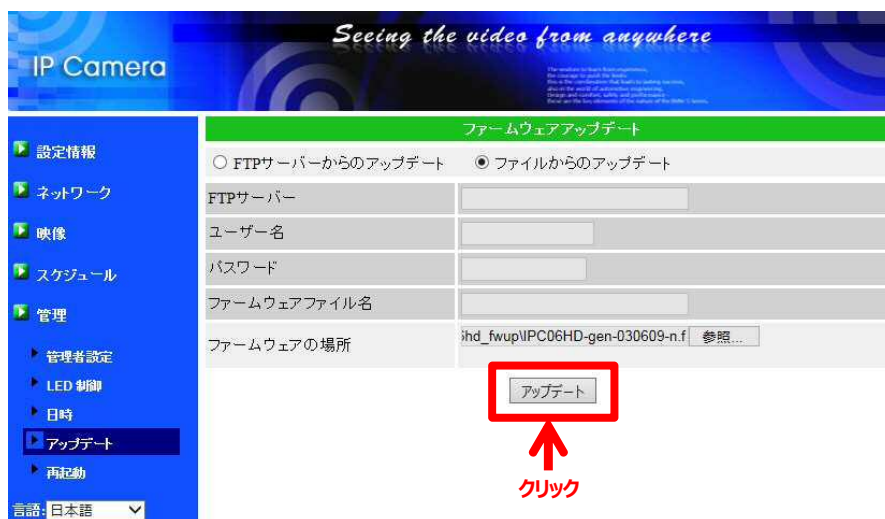 Seeing the video from anywhere
IP Camera
ファームウェアアップデート
設定情報
ネットワーク
映像
スケジュール
管理
管理者設定
LED 制御
日時
アップデート
再起動
言語: 日本語
FTPサーバーからのアップデート
ファイルからのアップデート
FTPサーバー
ユーザー名
パスワード
ファームウェアファイル名
ファームウェアの場所
hd_fwup\IPC06HD-gen-030609-n.f
参照...
アップデート
クリック